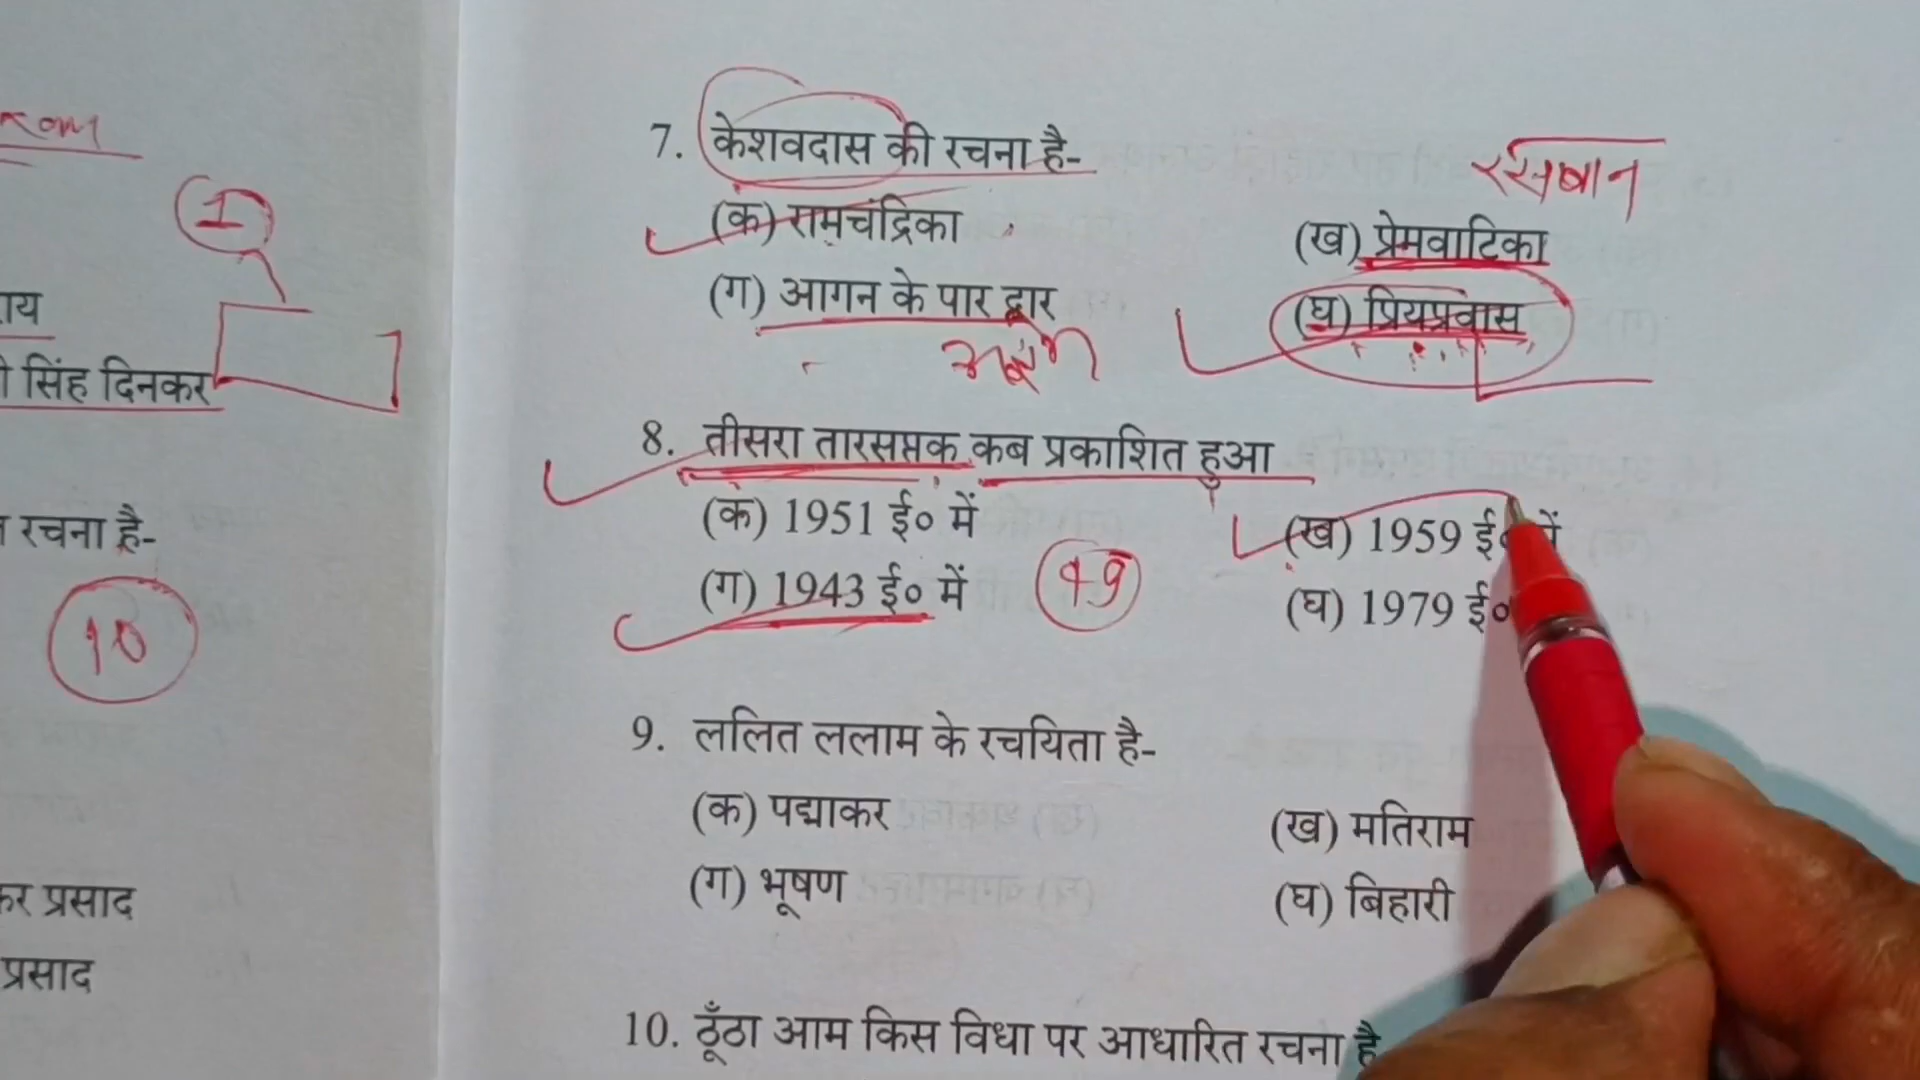 राय
सिंह दिनकर
1
रचना है-
10
कर प्रसाद
प्रसाद
7. केशवदास की रचना है-
रसखान
(क) रामचंद्रिका
(ख) प्रेमवाटिका
(ग) आगन के पार द्वार
(घ) प्रियप्रवास
8. तीसरा तारसप्तक कब प्रकाशित हुआ
(क) 1951 ई० में
(ख) 1959 ई० में
(ग) 1943 ई० में
(घ) 1979 ई०
9. ललित ललाम के रचयिता है-
(क) पद्माकर
(ख) मतिराम
(ग) भूषण
(घ) बिहारी
10. ठूँठा आम किस विधा पर आधारित रचना है